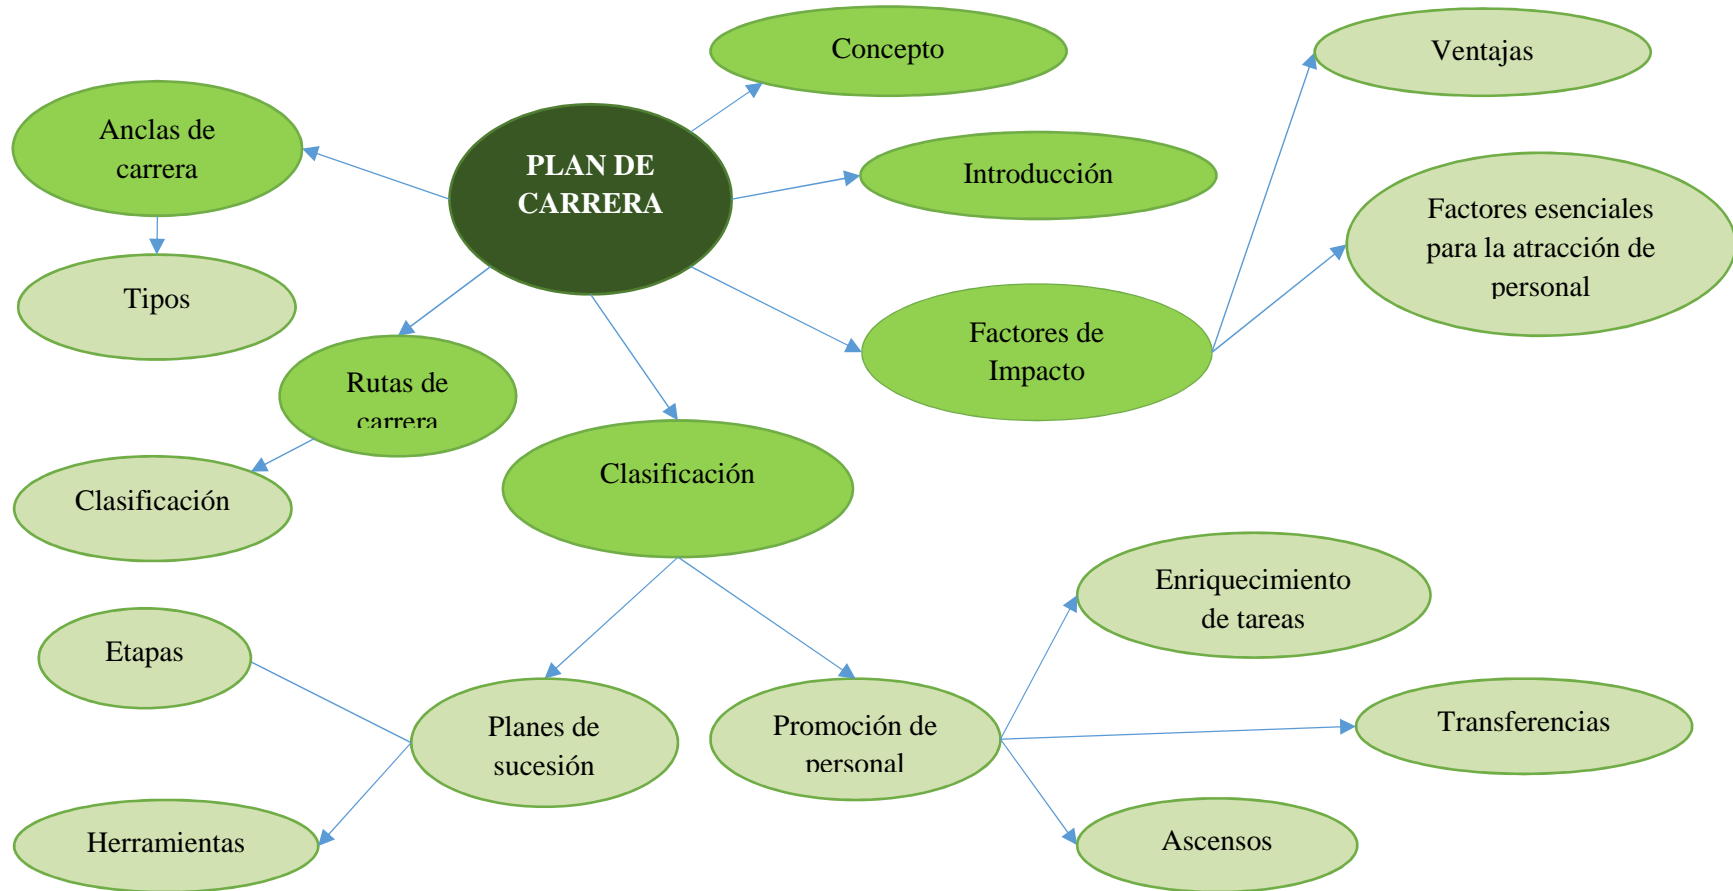 Concepto
Ventajas
Anclas de
carrera
PLAN DE
CARRERA
Introducción
Factores esenciales
para la atracción de
personal
Tipos
Factores de
Impacto
Rutas de
carrera
Clasificación
Clasificación
Enriquecimiento
de tareas
Etapas
Planes de
sucesión
Promoción de
personal
Transferencias
Herramientas
Ascensos